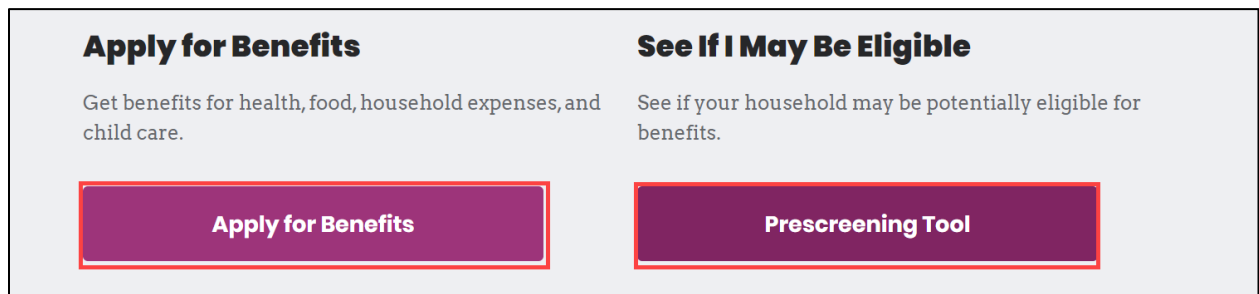 Apply for Benefits
Get benefits for health, food, household expenses, and
child care.
Apply for Benefits
See If I May Be Eligible
See if your household may be potentially eligible for
benefits.
Prescreening Tool